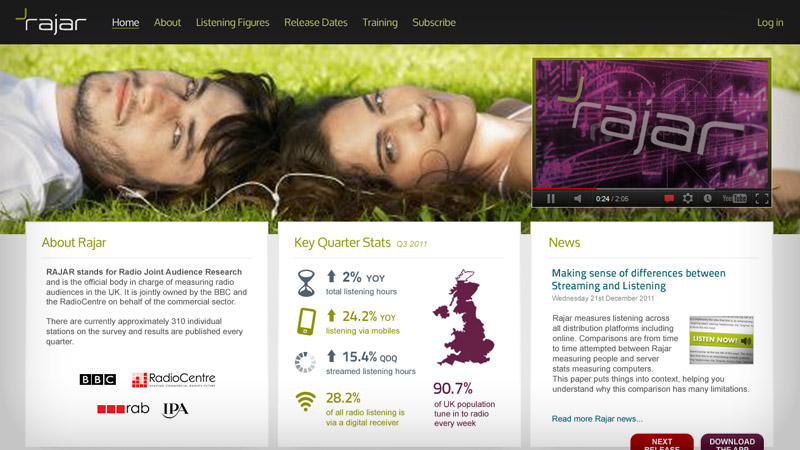 rajar
Home About Listening Figures Release Dates Training Subscribe Log in
rajar
0:24 / 2:05 YouTube
About Rajar
RAJAR stands for Radio Joint Audience Research
and is the official body in charge of measuring radio
audiences in the UK. It is jointly owned by the BBC and
the RadioCentre on behalf of the commercial sector.
There are currently approximately 310 individual
stations on the survey and results are published every
quarter.
BBC RadioCentre
rab IPA
Key Quarter Stats Q3 2011
2% YOY
total listening hours
24.2% YOY
listening via mobiles
15.4% QOQ
streamed listening hours
28.2%
of all radio listening is
via a digital receiver
90.7%
of UK population
tune in to radio
every week
News
Making sense of differences between
Streaming and Listening
Wednesday 21st December 2011
Rajar measures listening across
all distribution platforms including
online. Comparisons are from time
to time attempted between Rajar
measuring people and server
stats measuring computers.
This paper puts things into context, helping you
understand why this comparison has many limitations.
LISTEN NOW!
Read more Rajar news...
NEXT
RELEASE
DOWNLOAD
THE APP